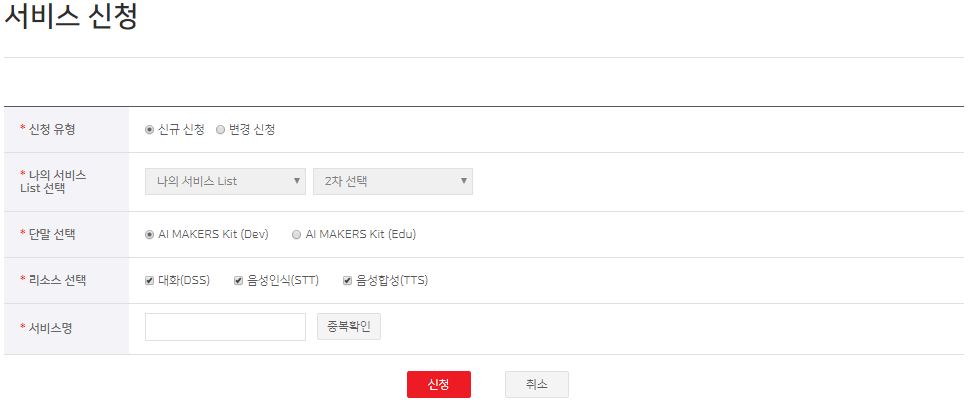 서비스 신청
* 신청 유형 신규 신청 변경 신청
* 나의 서비스
List 선택 나의 서비스 List 2차 선택
* 단말 선택 AI MAKERS Kit (Dev) AI MAKERS Kit (Edu)
* 리소스 선택 대화(DSS) 음성인식(STT) 음성합성(TTS)
* 서비스명 중복확인
신청 취소